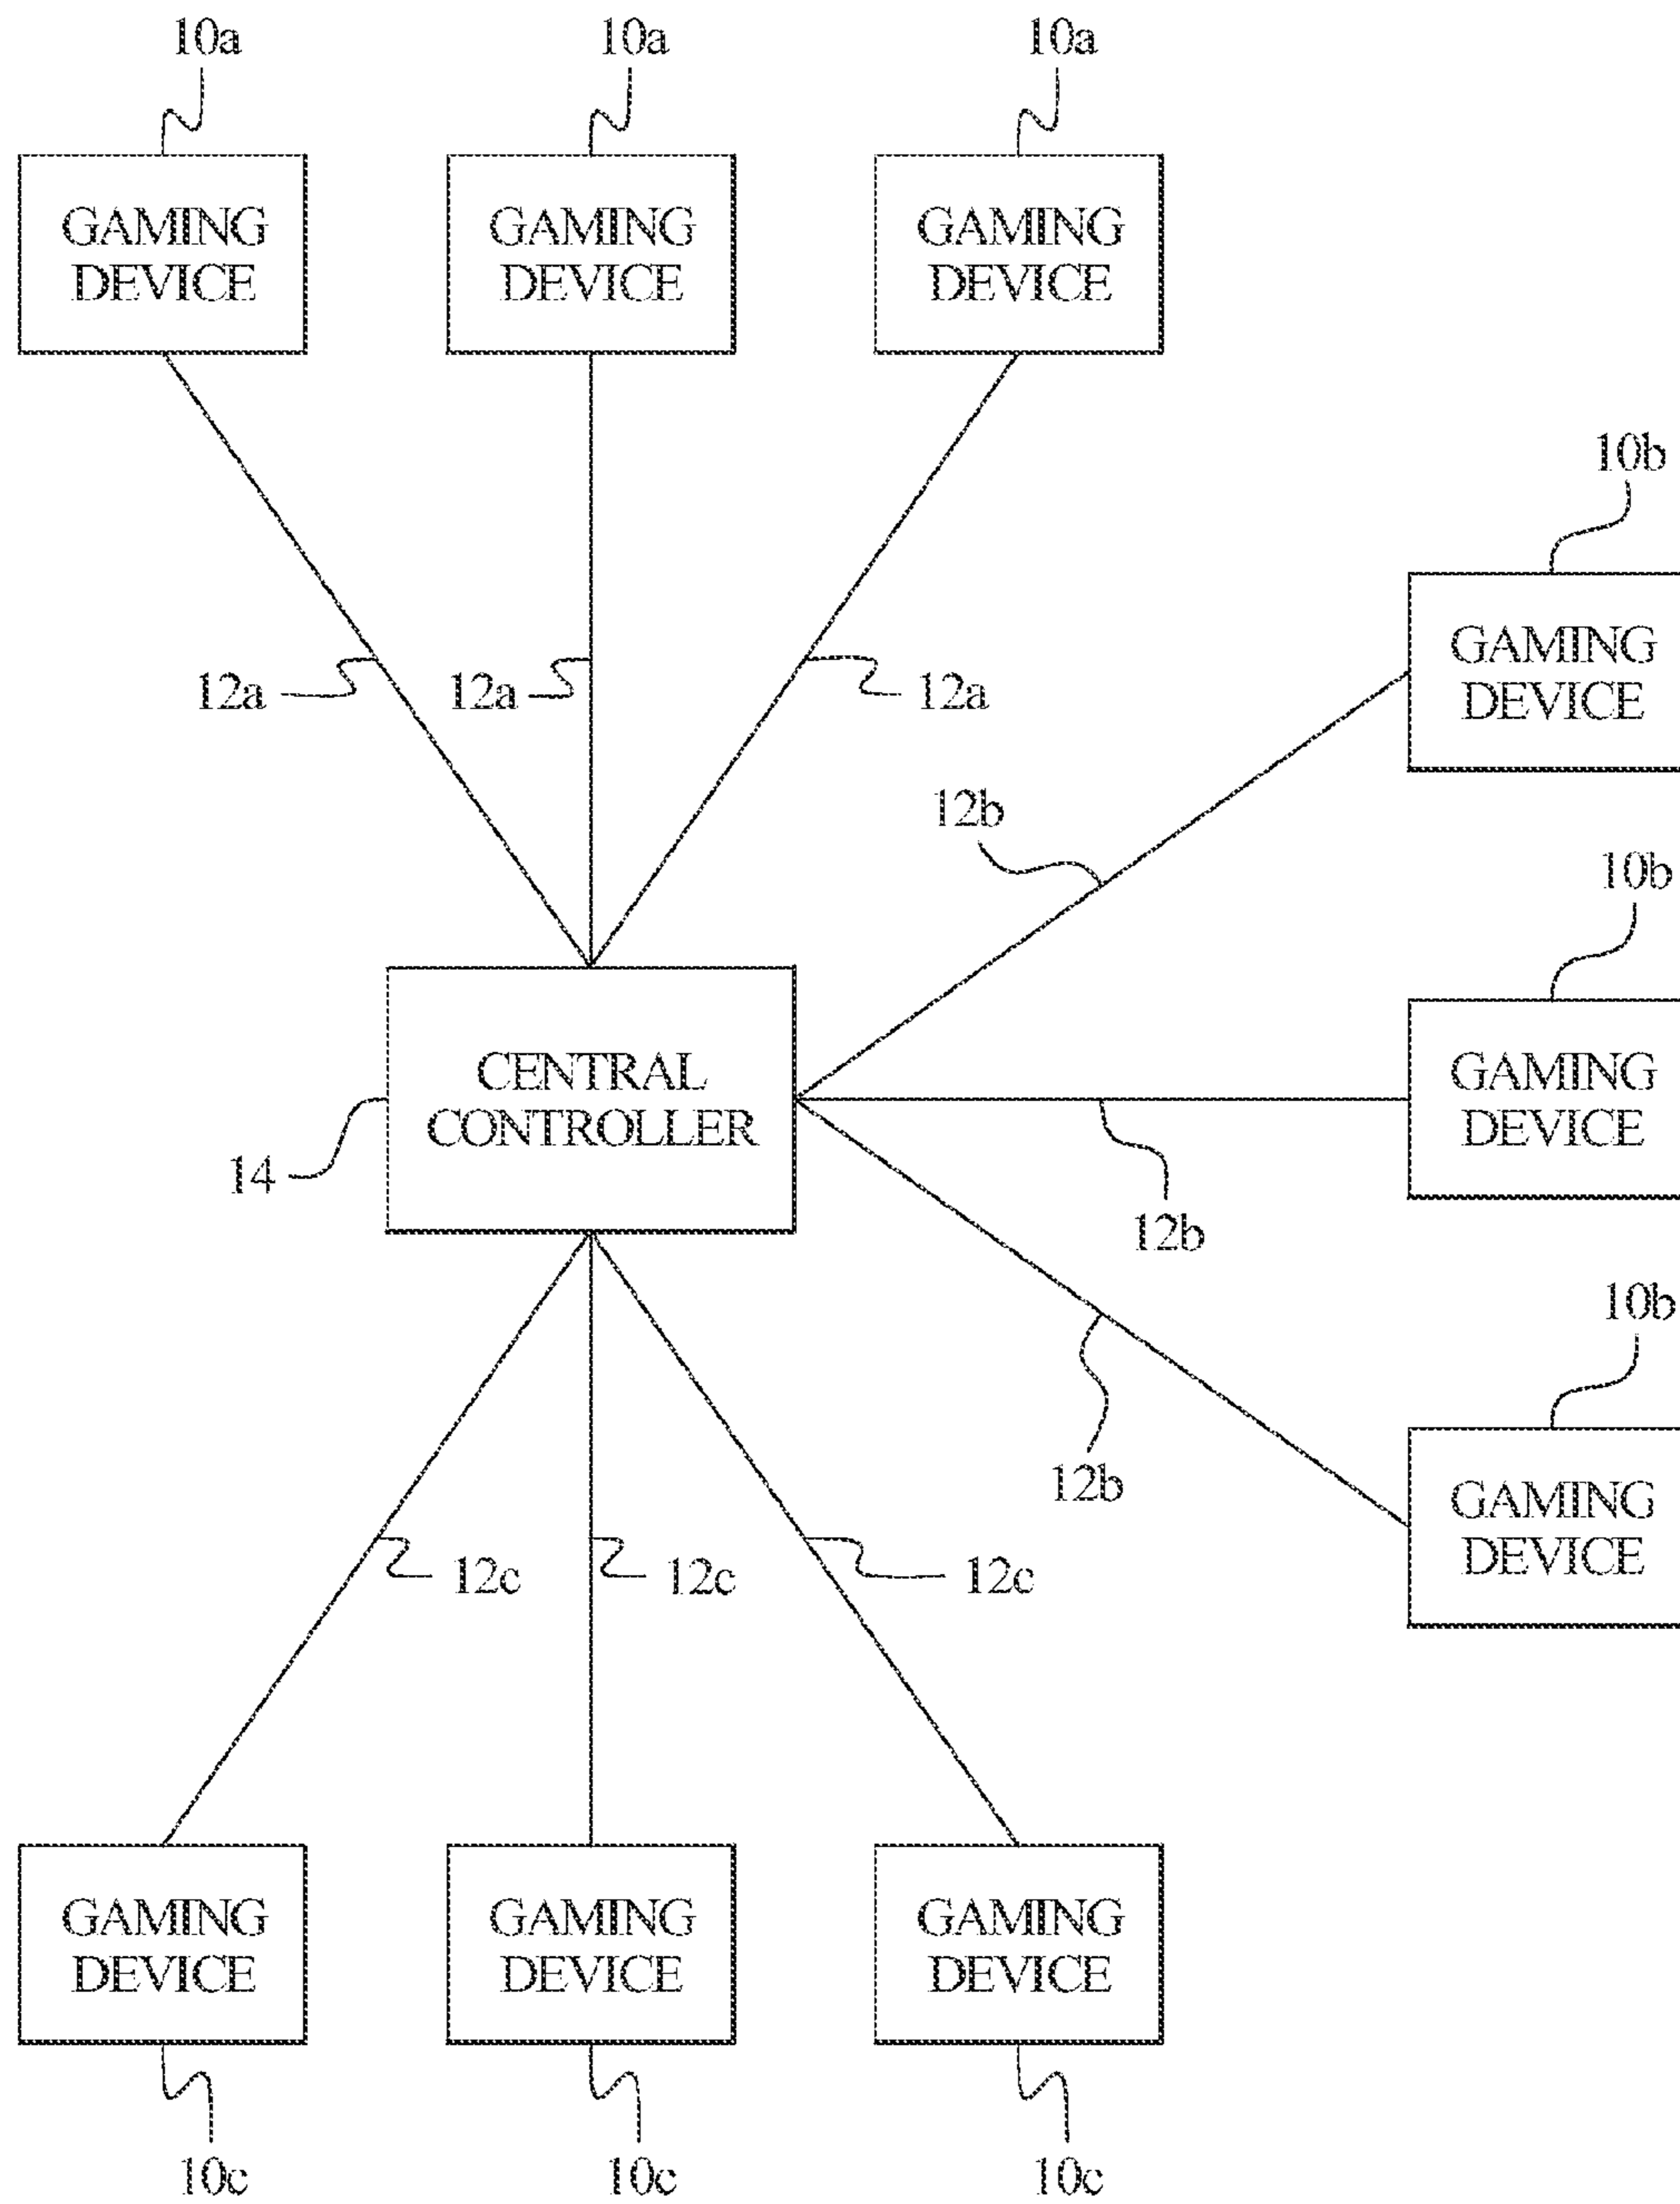 10a
10a
10a
GAMING
DEVICE
GAMING
DEVICE
GAMING
DEVICE
10b
GAMING
DEVICE
12a
12a
12a
12b
10b
CENTRAL
CONTROLLER
GAMING
DEVICE
14
12b
10b
12b
GAMING
DEVICE
12c
12c
12c
GAMING
DEVICE
GAMING
DEVICE
GAMING
DEVICE
10c
10c
10c